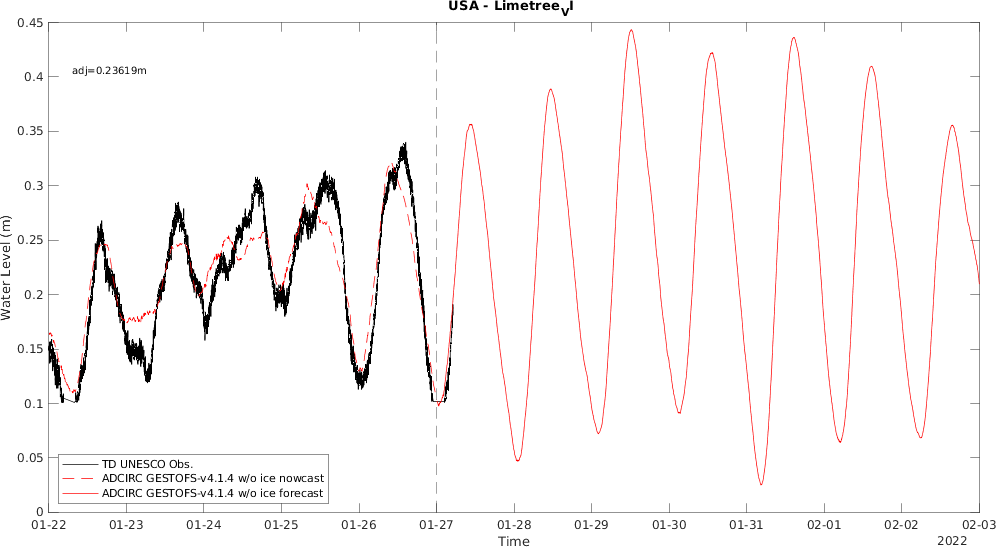 USA - Limetree_VI
0.45
0.4
0.35
0.3
0.25
0.2
0.15
0.1
0.05
0
Water Level (m)
adj=0.23619m
TD UNESCO Obs.
ADCIRC GESTOFS-v4.1.4 w/o ice nowcast
ADCIRC GESTOFS-v4.1.4 w/o ice forecast
01-22 01-23 01-24 01-25 01-26 01-27 01-28 01-29 01-30 01-31 02-01 02-02 02-03
Time
2022